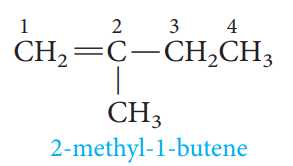 1 2 3 4
CH₂=C—CH₂CH₃
CH₃
2-methyl-1-butene